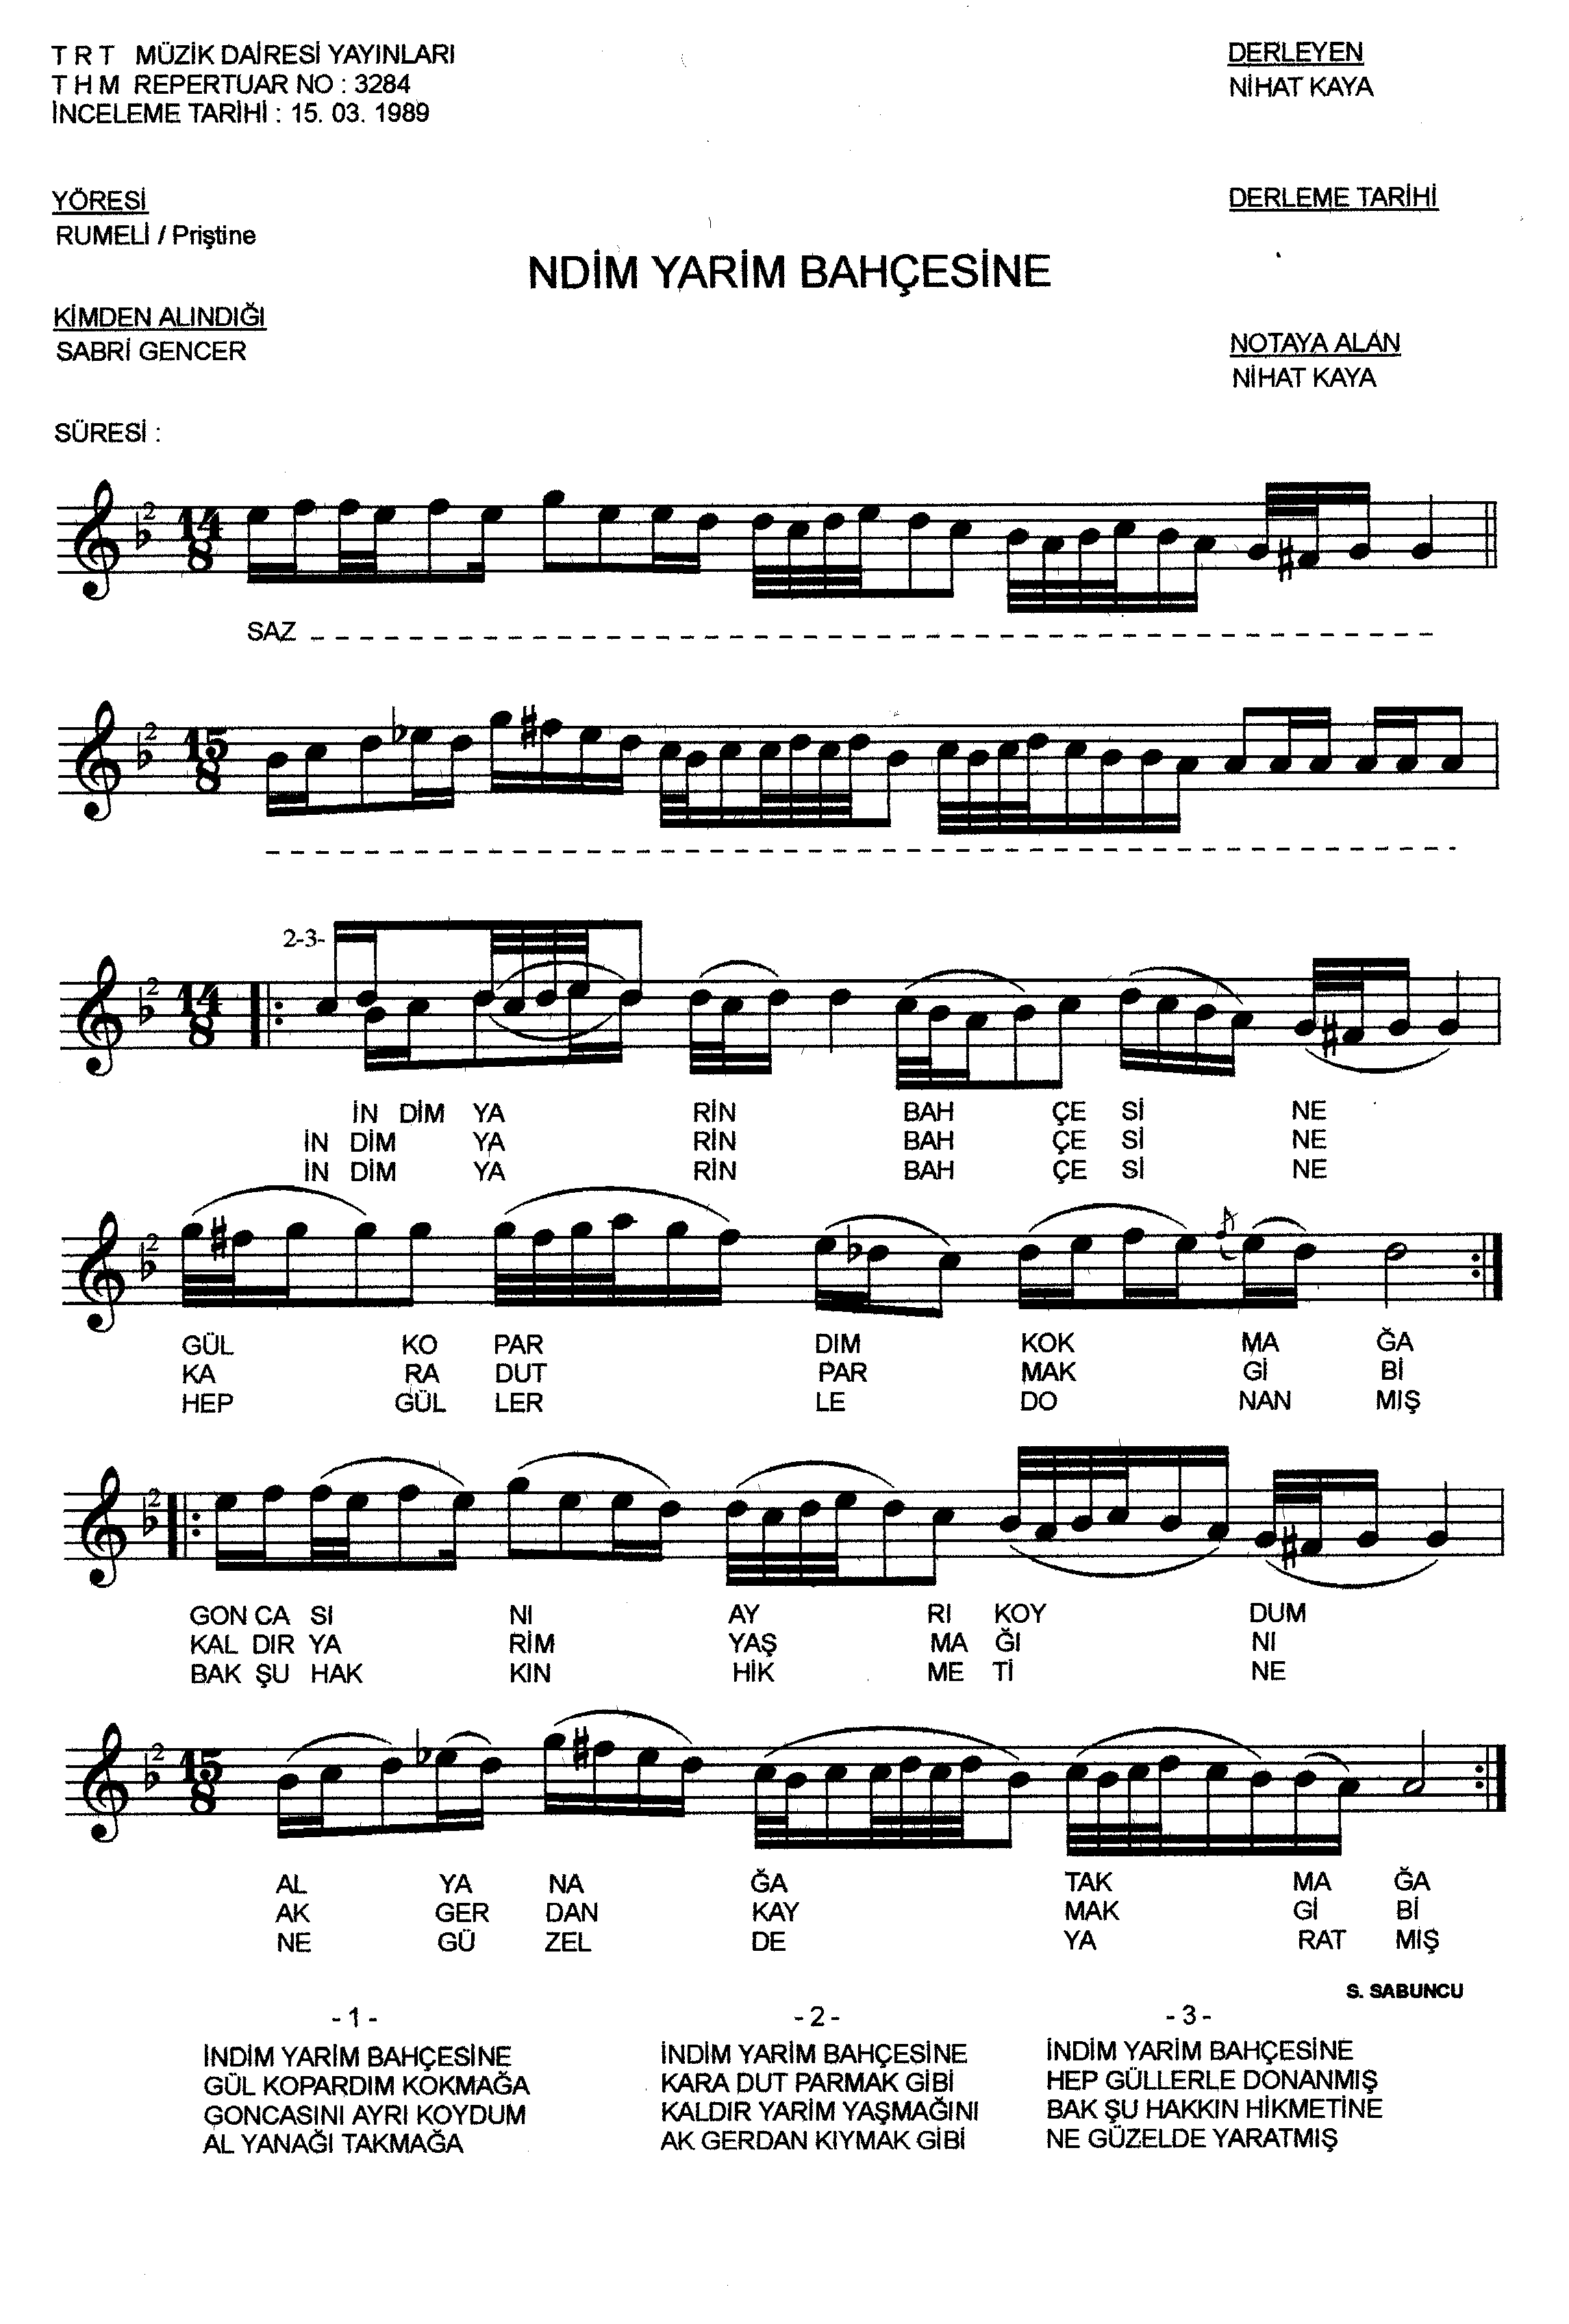 T R T MÜZİK DAİRESİ YAYINLARI
T H M REPERTUAR NO : 3284
İNCELEME TARİHİ : 15. 03. 1989
DERLEYEN
NİHAT KAYA
YÖRESİ
RUMELİ / Priştine
DERLEME TARİHİ
NDİM YARİM BAHÇESİNE
KİMDEN ALINDIĞI
SABRİ GENCER
NOTAYA ALAN
NİHAT KAYA
SÜRESİ :
2 14 8
SAZ
2 15 8
2-3-
2 14 8
İN DİM YA RİN BAH ÇE Sİ NE
İN DİM YA RİN BAH ÇE Sİ NE
İN DİM YA RİN BAH ÇE Sİ NE
2
GÜL KO PAR DIM KOK MA ĞA
KA RA DUT PAR MAK Gİ Bİ
HEP GÜL LER LE DO NAN MIŞ
2
GON CA SI NI AY RI KOY DUM
KAL DIR YA RİM YAŞ MA ĞI NI
BAK ŞU HAK KIN HİK ME Tİ NE
2 15 8
AL YA NA ĞA TAK MA ĞA
AK GER DAN KAY MAK Gİ Bİ
NE GÜ ZEL DE YA RAT MIŞ
S. SABUNCU
- 1 -
İNDİM YARİM BAHÇESİNE
GÜL KOPARDIM KOKMAĞA
GONCASINI AYRI KOYDUM
AL YANAĞI TAKMAĞA
- 2 -
İNDİM YARİM BAHÇESİNE
KARA DUT PARMAK GİBİ
KALDIR YARİM YAŞMAĞINI
AK GERDAN KIYMAK GİBİ
- 3 -
İNDİM YARİM BAHÇESİNE
HEP GÜLLERLE DONANMIŞ
BAK ŞU HAKKIN HİKMETİNE
NE GÜZELDE YARATMIŞ